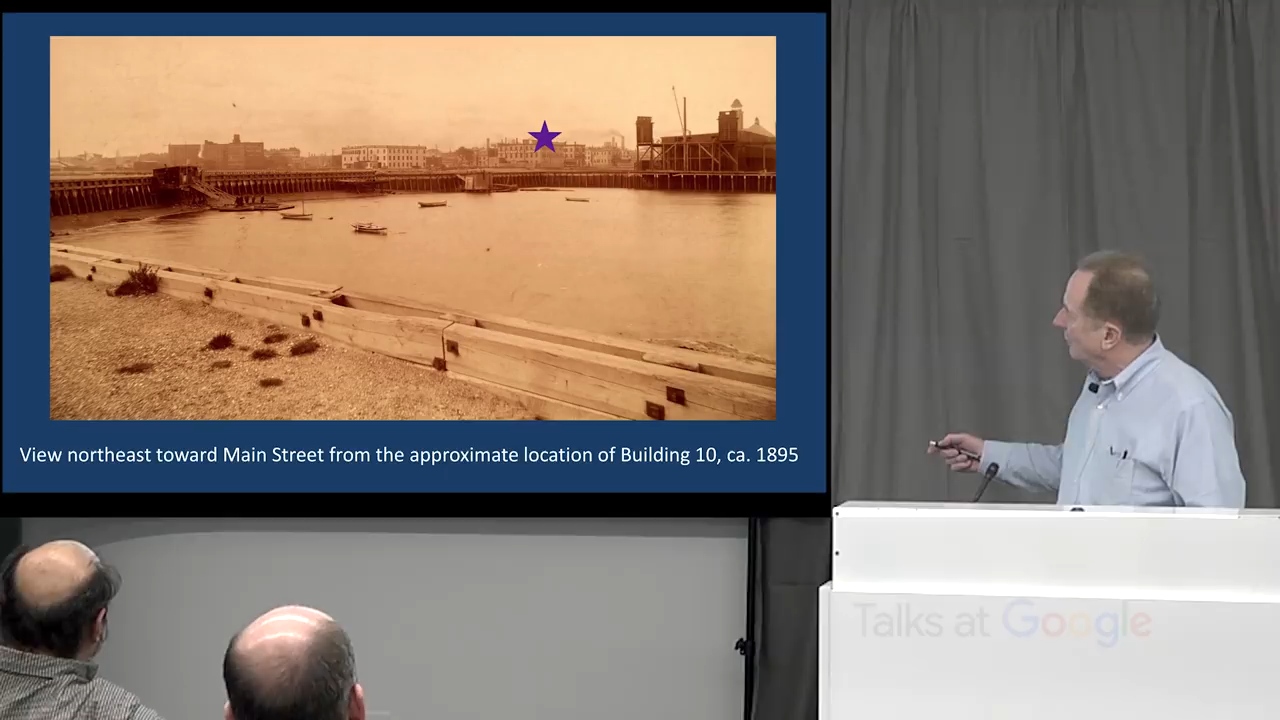 View northeast toward Main Street from the approximate location of Building 10, ca. 1895
Talks at Google